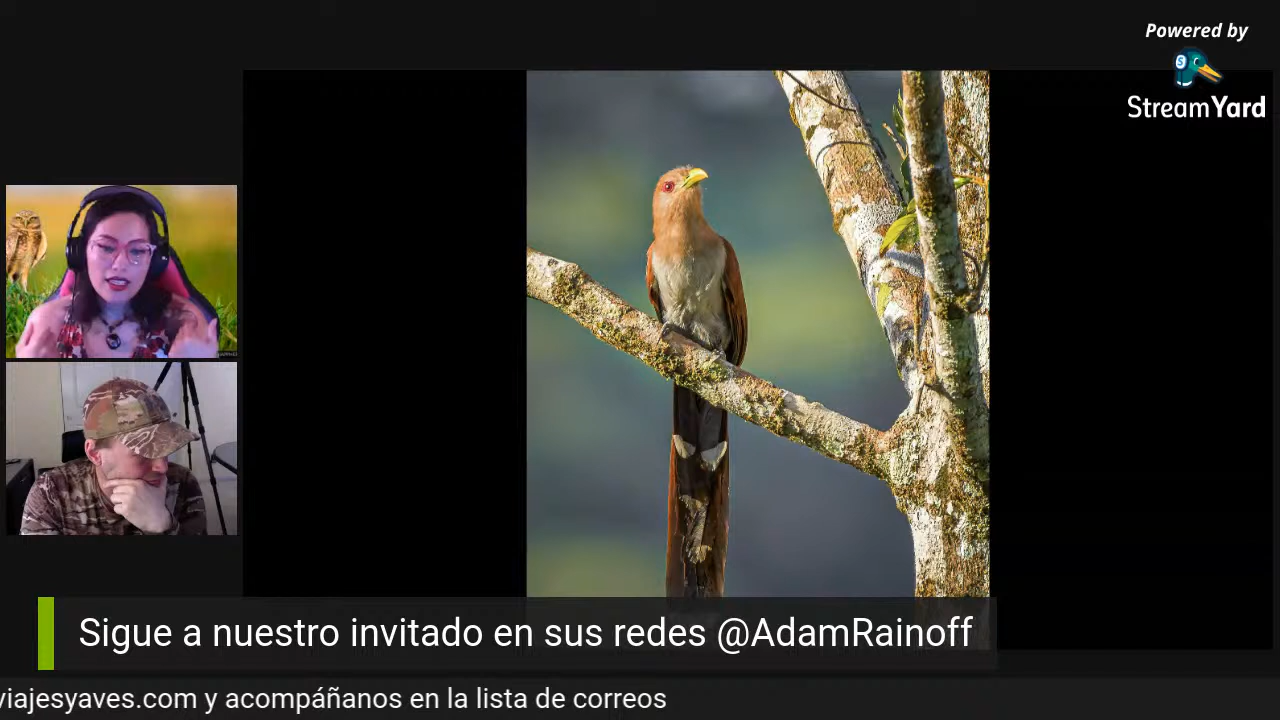 Powered by
StreamYard
Sigue a nuestro invitado en sus redes @AdamRainoff
viajesyaves.com y acompáñanos en la lista de correos